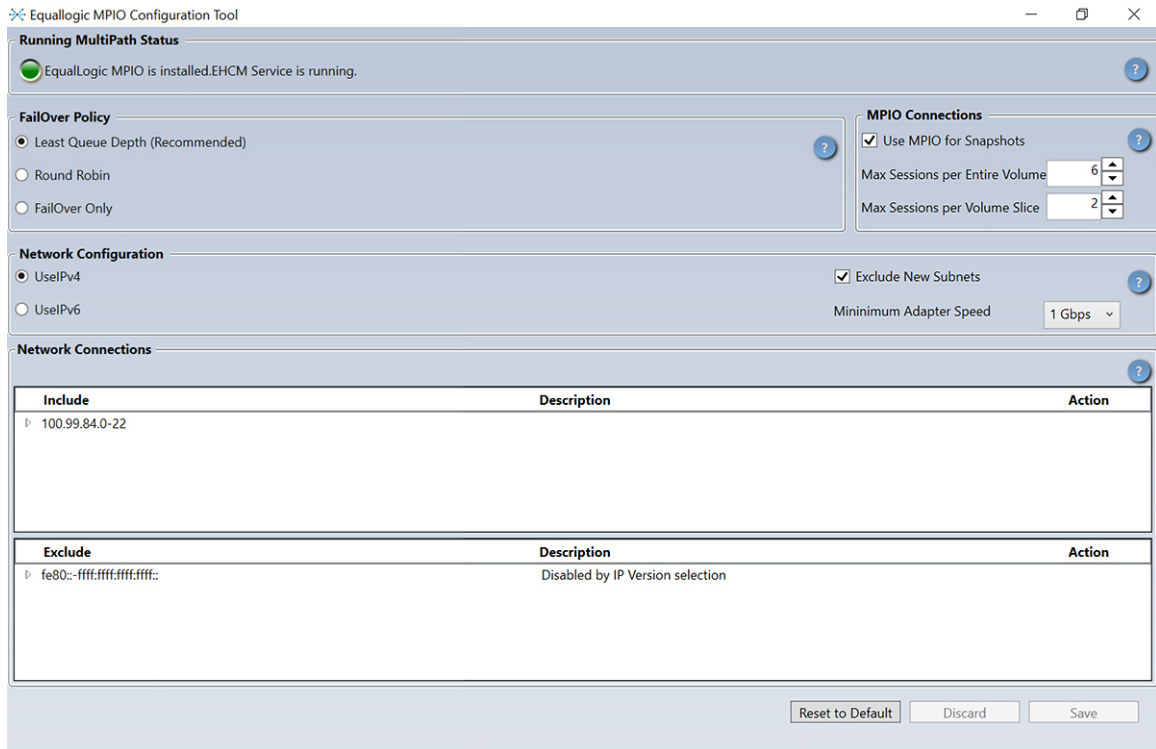 Equallogic MPIO Configuration Tool
Running MultiPath Status
EqualLogic MPIO is installed.EHCM Service is running.
?
FailOver Policy
Least Queue Depth (Recommended)
?
Round Robin
FailOver Only
MPIO Connections
Use MPIO for Snapshots
?
Max Sessions per Entire Volume 6
Max Sessions per Volume Slice 2
Network Configuration
UseIPv4
Exclude New Subnets
?
UseIPv6
Mininimum Adapter Speed 1 Gbps
Network Connections
?
Include Description Action
100.99.84.0-22
Exclude Description Action
fe80::-ffff:ffff:ffff:ffff:: Disabled by IP Version selection
Reset to Default Discard Save